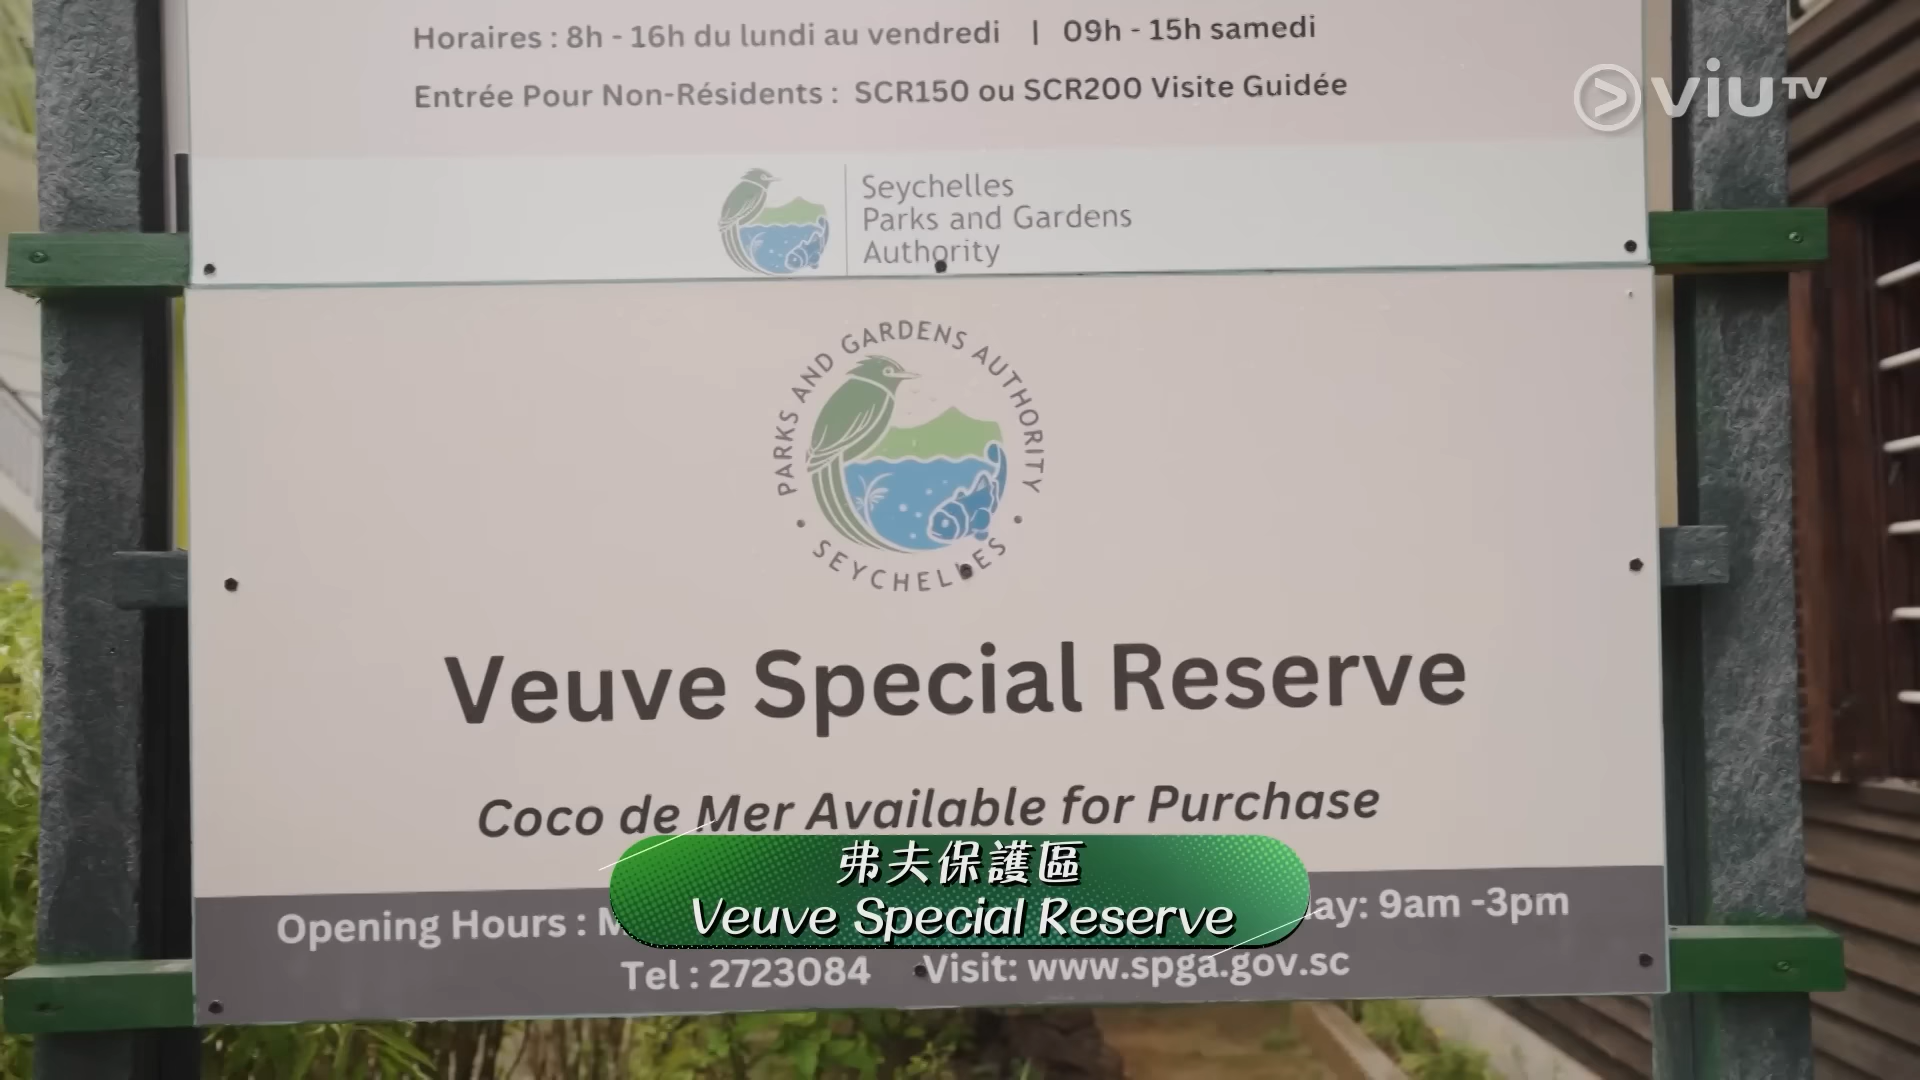 Horaires : 8h - 16h du lundi au vendredi | 09h - 15h samedi
Entrée Pour Non-Résidents : SCR150 ou SCR200 Visite Guidée
viuTV
Seychelles
Parks and Gardens
Authority
PARKS AND GARDENS AUTHORITY
• SEYCHELLES •
Veuve Special Reserve
Coco de Mer Available for Purchase
弗夫保護區
Veuve Special Reserve
Opening Hours : 9am -3pm
Tel : 2723084 Visit: www.spga.gov.sc